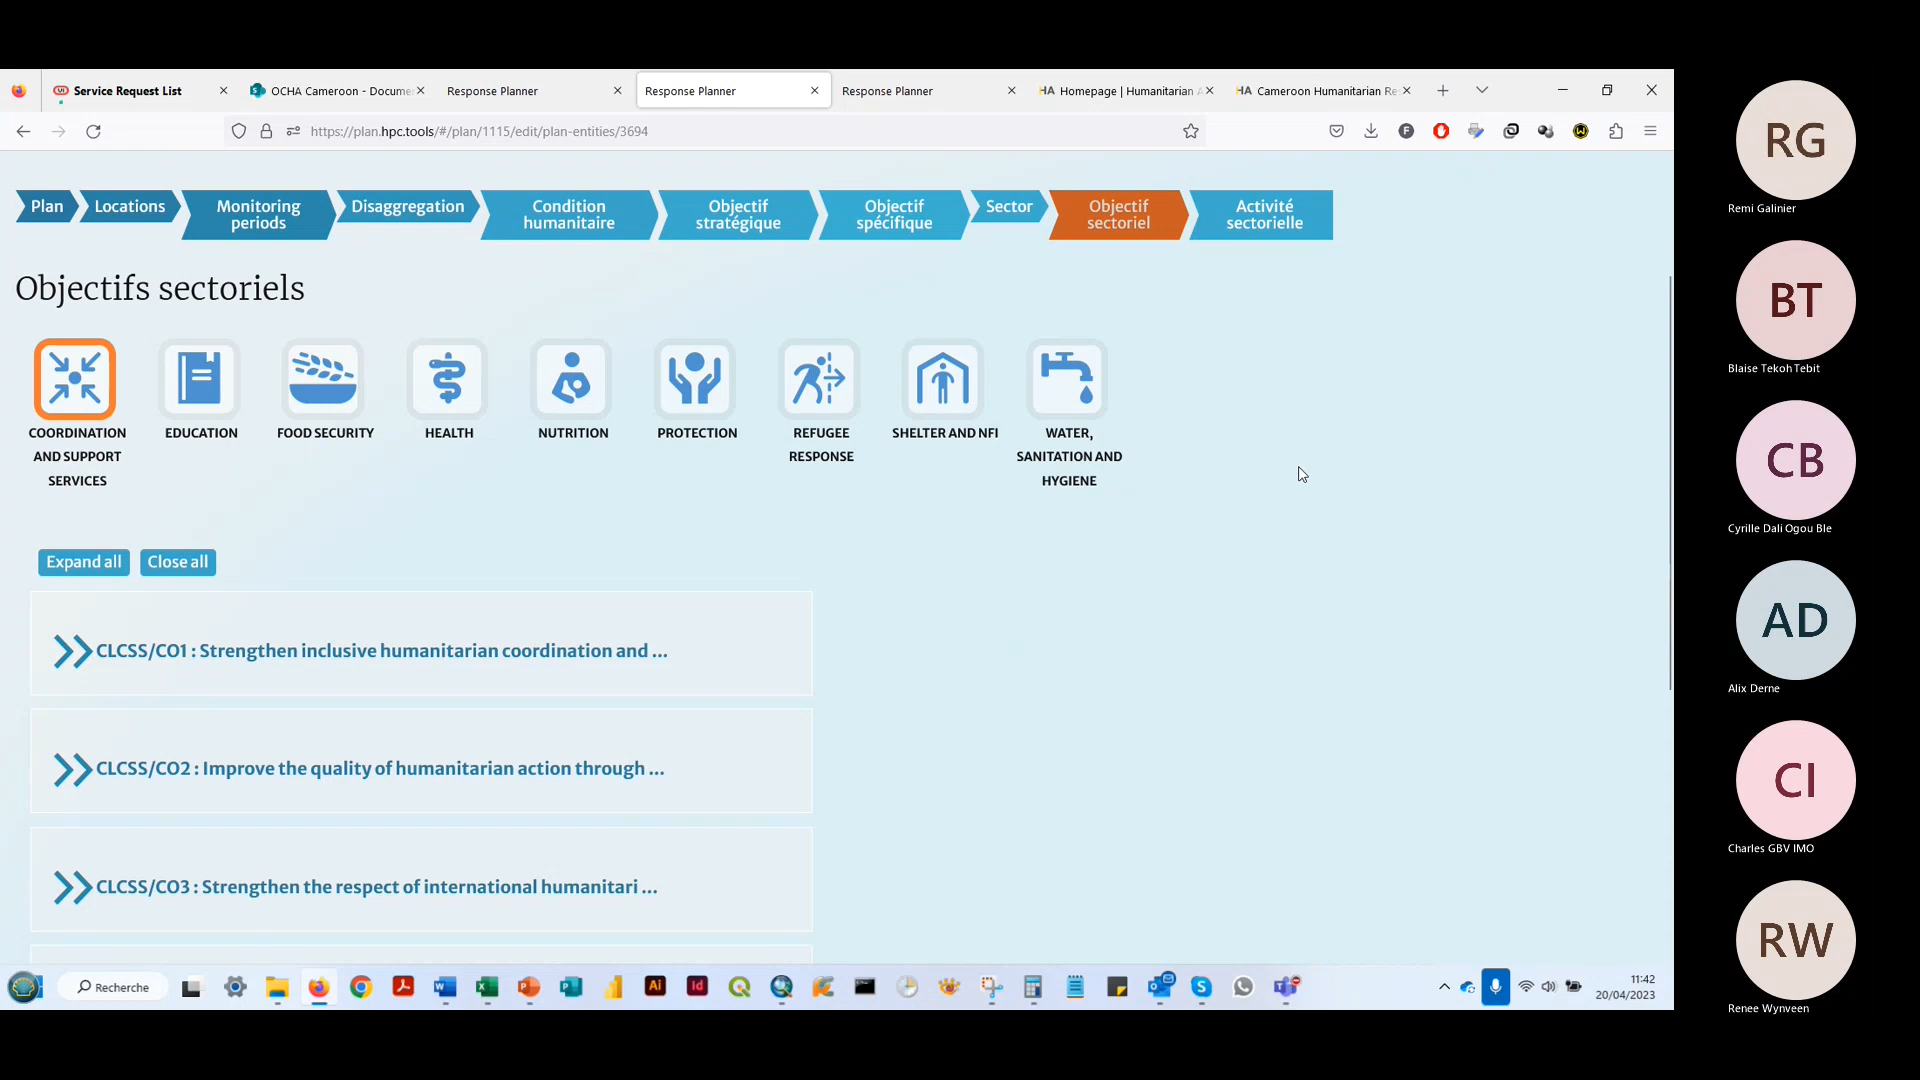 Service Request List
OCHA Cameroon - Docume
Response Planner
Response Planner
Response Planner
HA Homepage | Humanitarian A
HA Cameroon Humanitarian Re
https://plan.hpc.tools/#/plan/1115/edit/plan-entities/3694
Plan
Locations
Monitoring
periods
Disaggregation
Condition
humanitaire
Objectif
stratégique
Objectif
spécifique
Sector
Objectif
sectoriel
Activité
sectorielle
Objectifs sectoriels
COORDINATION
AND SUPPORT
SERVICES
EDUCATION
FOOD SECURITY
HEALTH
NUTRITION
PROTECTION
REFUGEE
RESPONSE
SHELTER AND NFI
WATER,
SANITATION AND
HYGIENE
Expand all
Close all
CLCSS/CO1 : Strengthen inclusive humanitarian coordination and ...
CLCSS/CO2 : Improve the quality of humanitarian action through ...
CLCSS/CO3 : Strengthen the respect of international humanitari ...
Recherche
11:42
20/04/2023
RG
Remi Galinier
BT
Blaise Tekoh Tebit
CB
Cyrille Dali Ogou Ble
AD
Alix Derne
CI
Charles GBV IMO
RW
Renee Wynveen